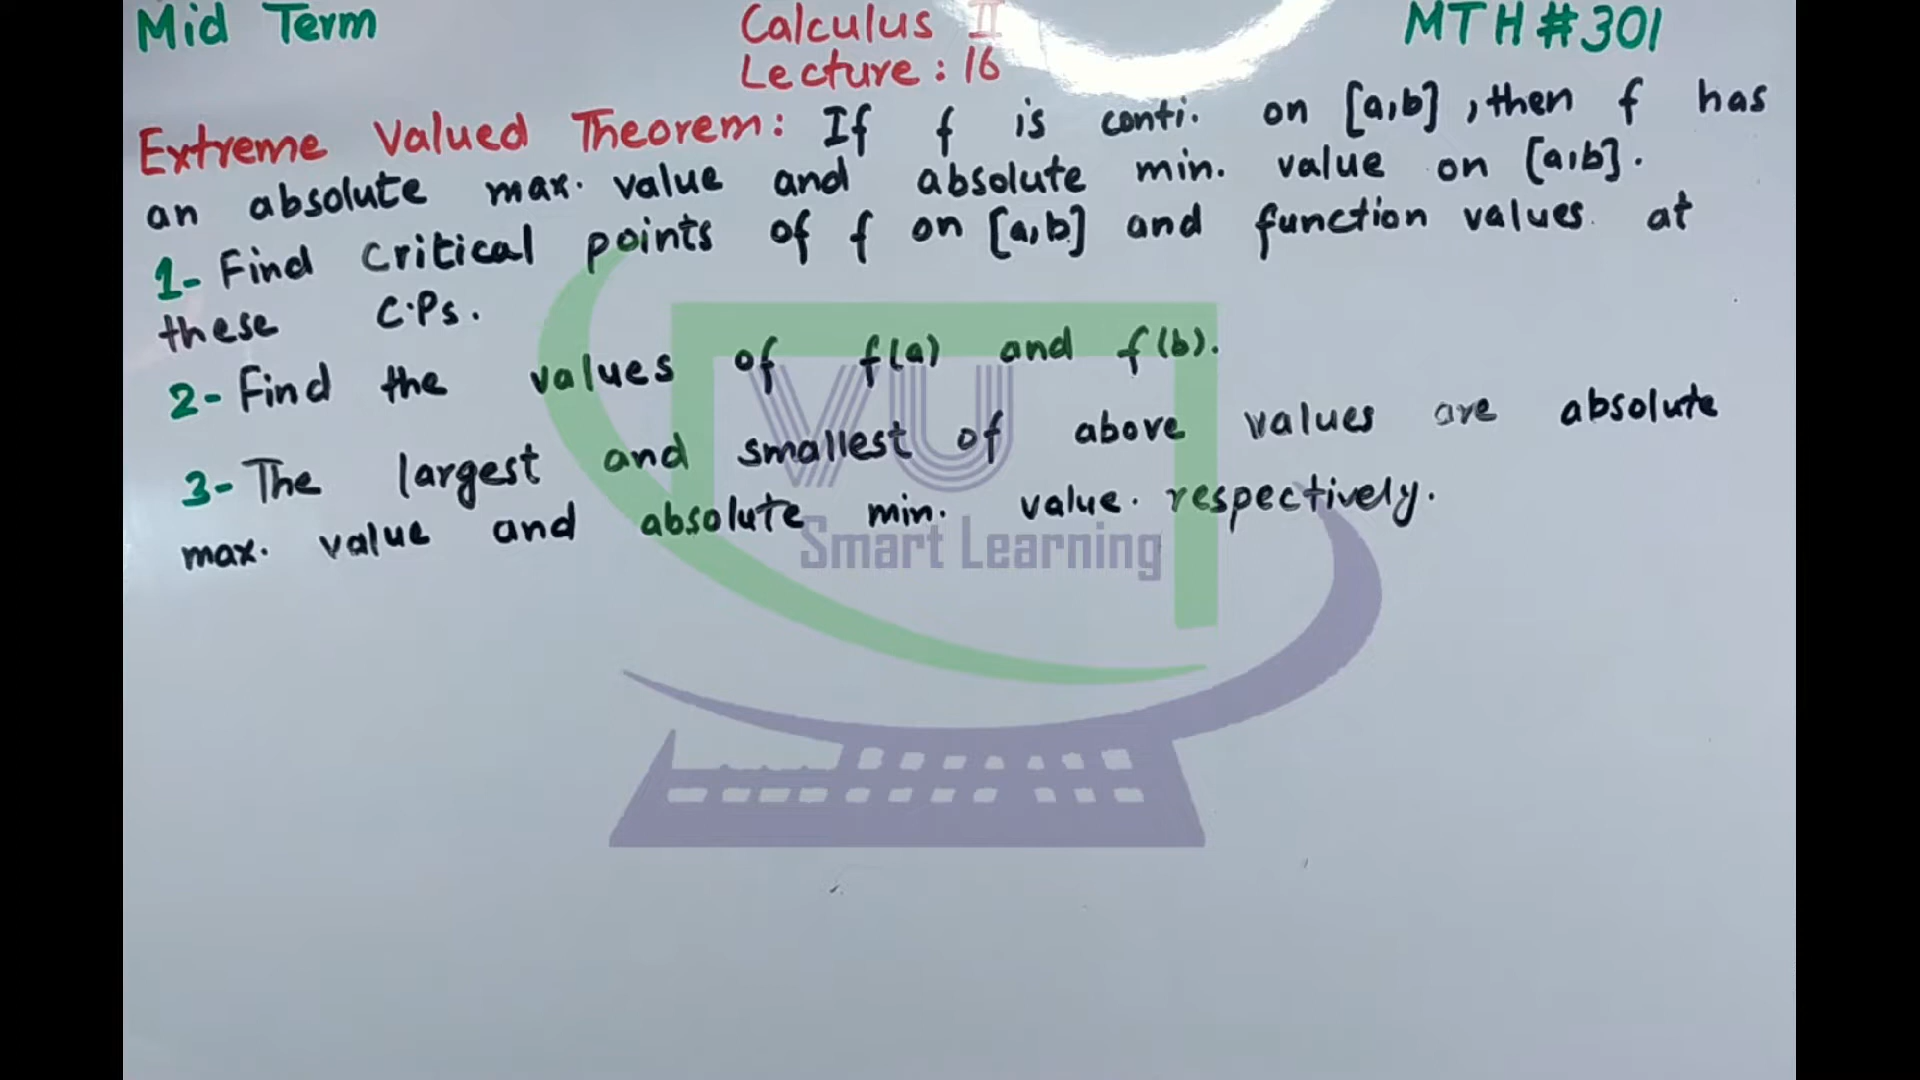 Mid Term Calculus II MTH#301
Lecture: 16
Extreme Valued Theorem: If f is conti. on [a,b], then f has
an absolute max. value and absolute min. value on [a,b].
1- Find critical points of f on [a,b] and function values at
these C.Ps.
2- Find the values of f(a) and f(b).
3- The largest and smallest of above values are absolute
max. value and absolute min. value. respectively.
VU
Smart Learning